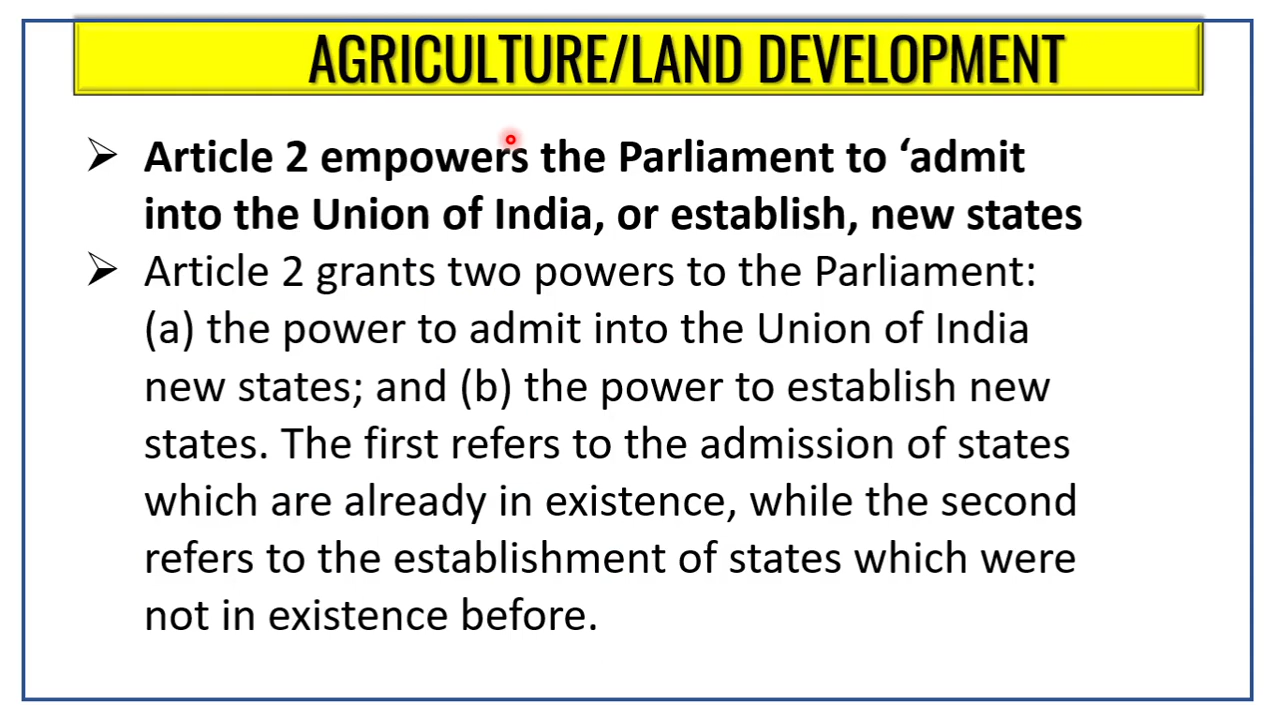 AGRICULTURE/LAND DEVELOPMENT
➢ Article 2 empowers the Parliament to ‘admit
into the Union of India, or establish, new states
➢ Article 2 grants two powers to the Parliament:
(a) the power to admit into the Union of India
new states; and (b) the power to establish new
states. The first refers to the admission of states
which are already in existence, while the second
refers to the establishment of states which were
not in existence before.